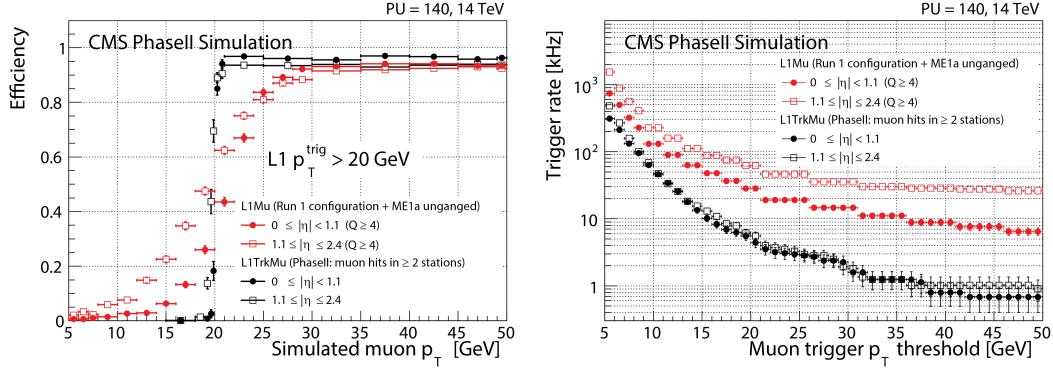 PU = 140, 14 TeV
CMS PhaseII Simulation
Efficiency
1
0.8
0.6
0.4
0.2
0
L1 p_T^trig > 20 GeV
L1Mu (Run 1 configuration + ME1a unganged)
0 ≤ |η| < 1.1 (Q ≥ 4)
1.1 ≤ |η| ≤ 2.4 (Q ≥ 4)
L1TrkMu (PhaseII: muon hits in ≥ 2 stations)
0 ≤ |η| < 1.1
1.1 ≤ |η| ≤ 2.4
5 10 15 20 25 30 35 40 45 50
Simulated muon p_T [GeV]
PU = 140, 14 TeV
CMS PhaseII Simulation
Trigger rate [kHz]
10³
10²
10
1
L1Mu (Run 1 configuration + ME1a unganged)
0 ≤ |η| < 1.1 (Q ≥ 4)
1.1 ≤ |η| ≤ 2.4 (Q ≥ 4)
L1TrkMu (PhaseII: muon hits in ≥ 2 stations)
0 ≤ |η| < 1.1
1.1 ≤ |η| ≤ 2.4
5 10 15 20 25 30 35 40 45 50
Muon trigger p_T threshold [GeV]